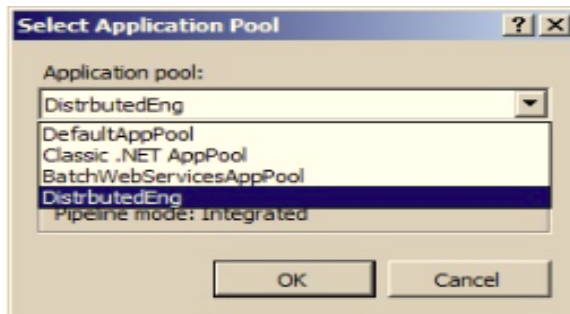 Select Application Pool
Application pool:
DistrbutedEng
DefaultAppPool
Classic .NET AppPool
BatchWebServicesAppPool
DistrbutedEng
Pipeline mode: Integrated
OK Cancel